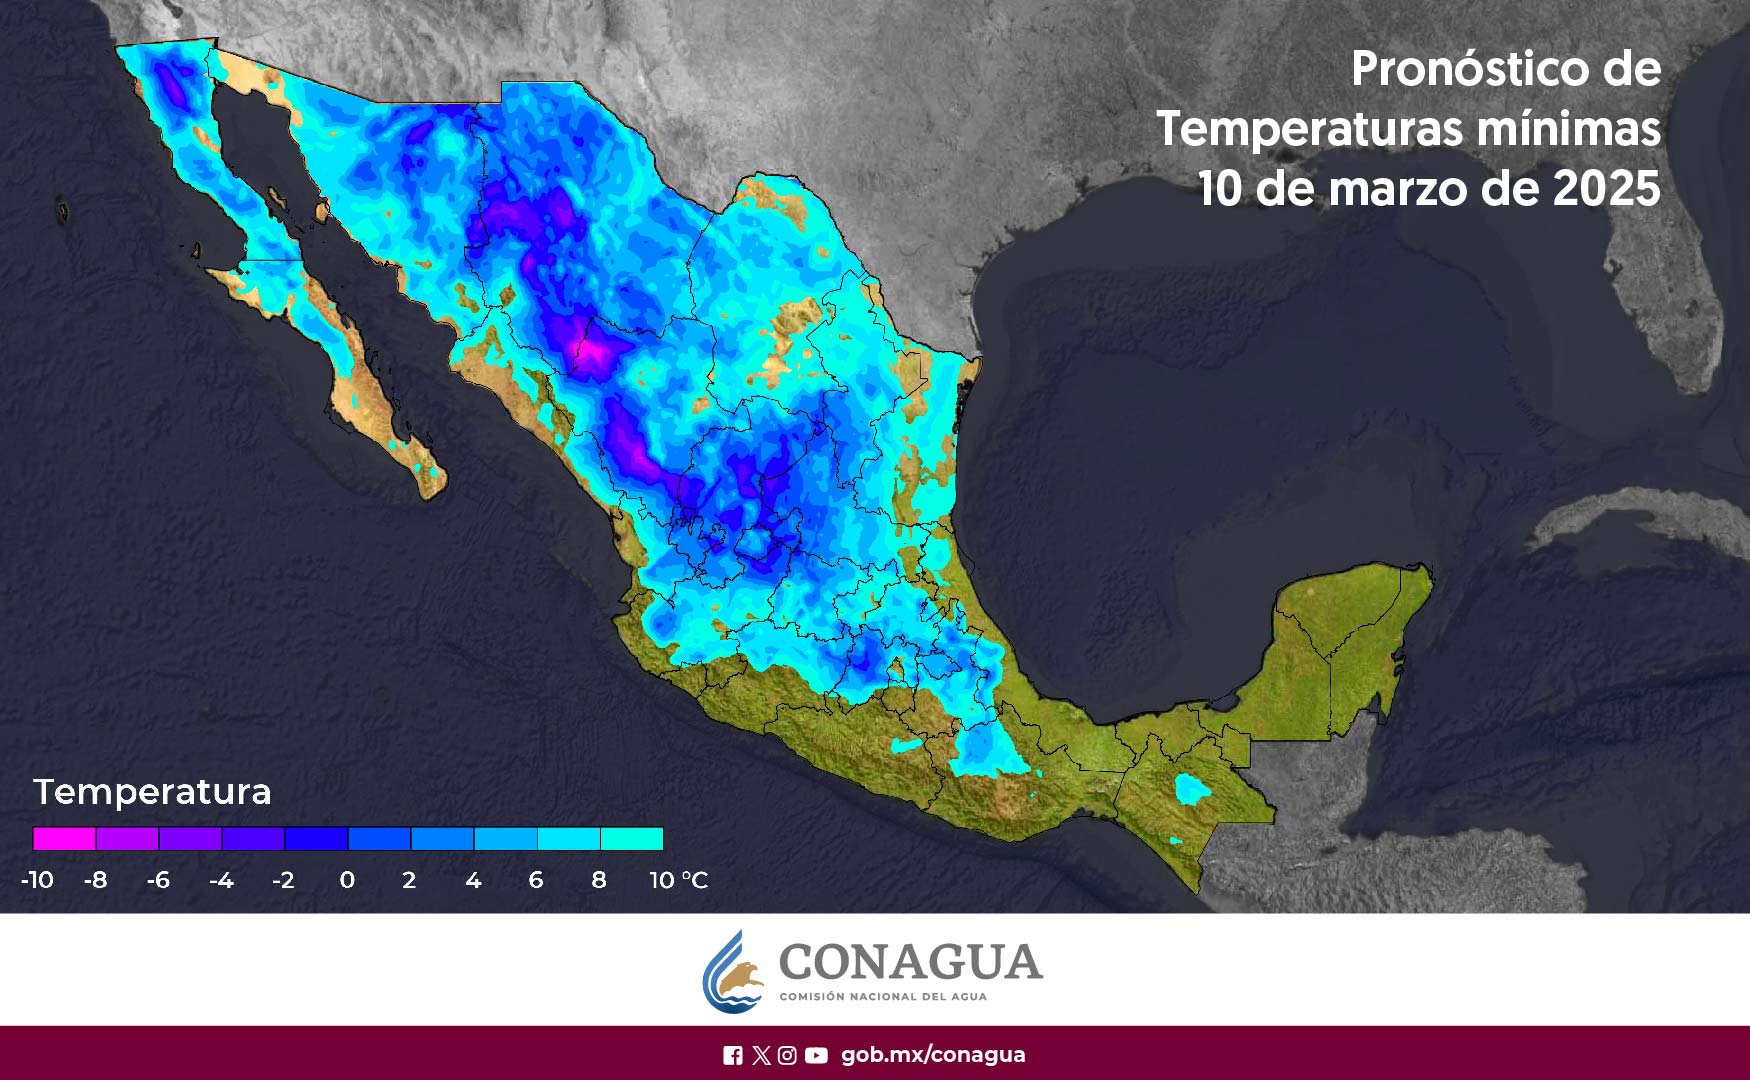 Pronóstico de
Temperaturas mínimas
10 de marzo de 2025
Temperatura
-10 -8 -6 -4 -2 0 2 4 6 8 10 °C
CONAGUA
COMISIÓN NACIONAL DEL AGUA
gob.mx/conagua